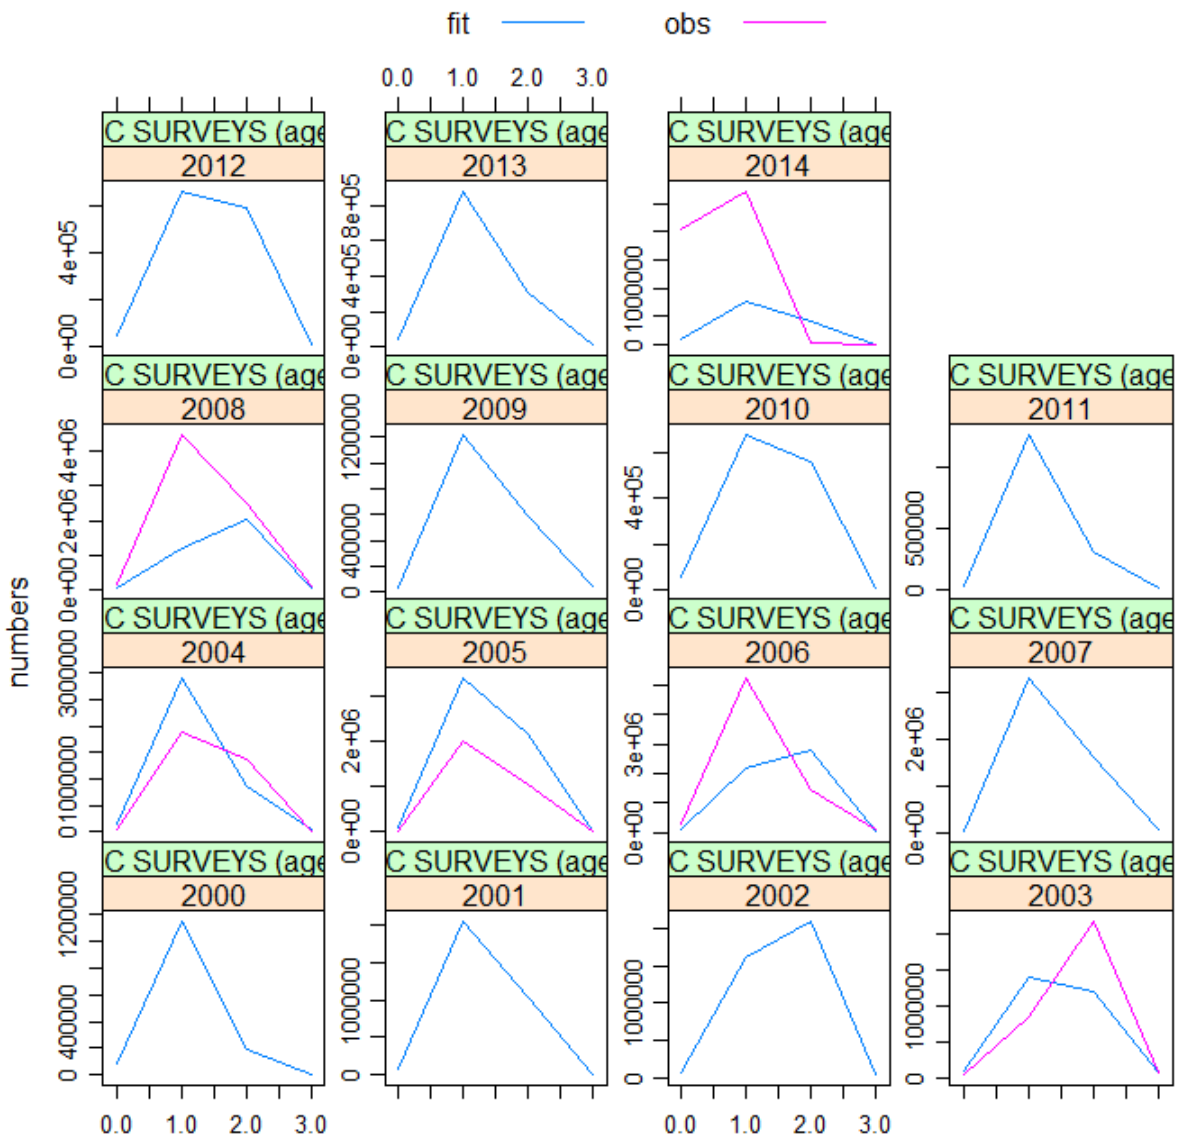 fit obs
0.0 1.0 2.0 3.0
C SURVEYS (age C SURVEYS (age C SURVEYS (age
2012 2013 2014
0e+00 4e+05 0e+00 4e+05 8e+05 0 1000000
C SURVEYS (age C SURVEYS (age C SURVEYS (age C SURVEYS (age
2008 2009 2010 2011
0e+00 2e+06 4e+06 0 400000 1200000 0e+00 4e+05 0 500000
numbers
C SURVEYS (age C SURVEYS (age C SURVEYS (age C SURVEYS (age
2004 2005 2006 2007
0 1000000 3000000 0e+00 2e+06 0e+00 3e+06 0e+00 2e+06
C SURVEYS (age C SURVEYS (age C SURVEYS (age C SURVEYS (age
2000 2001 2002 2003
0 400000 1200000 0 1000000 0 1000000 0 1000000
0.0 1.0 2.0 3.0 0.0 1.0 2.0 3.0